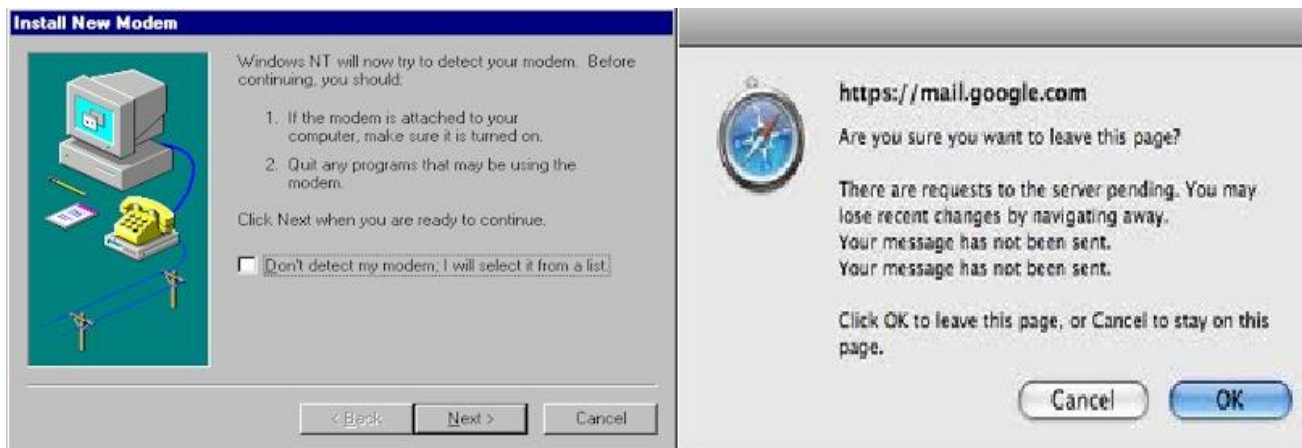 Install New Modem
Windows NT will now try to detect your modem. Before
continuing, you should:
1. If the modem is attached to your
computer, make sure it is turned on.
2. Quit any programs that may be using the
modem.
Click Next when you are ready to continue.
Don't detect my modem; I will select it from a list.
< Back
Next >
Cancel
https://mail.google.com
Are you sure you want to leave this page?
There are requests to the server pending. You may
lose recent changes by navigating away.
Your message has not been sent.
Your message has not been sent.
Click OK to leave this page, or Cancel to stay on this
page.
Cancel
OK